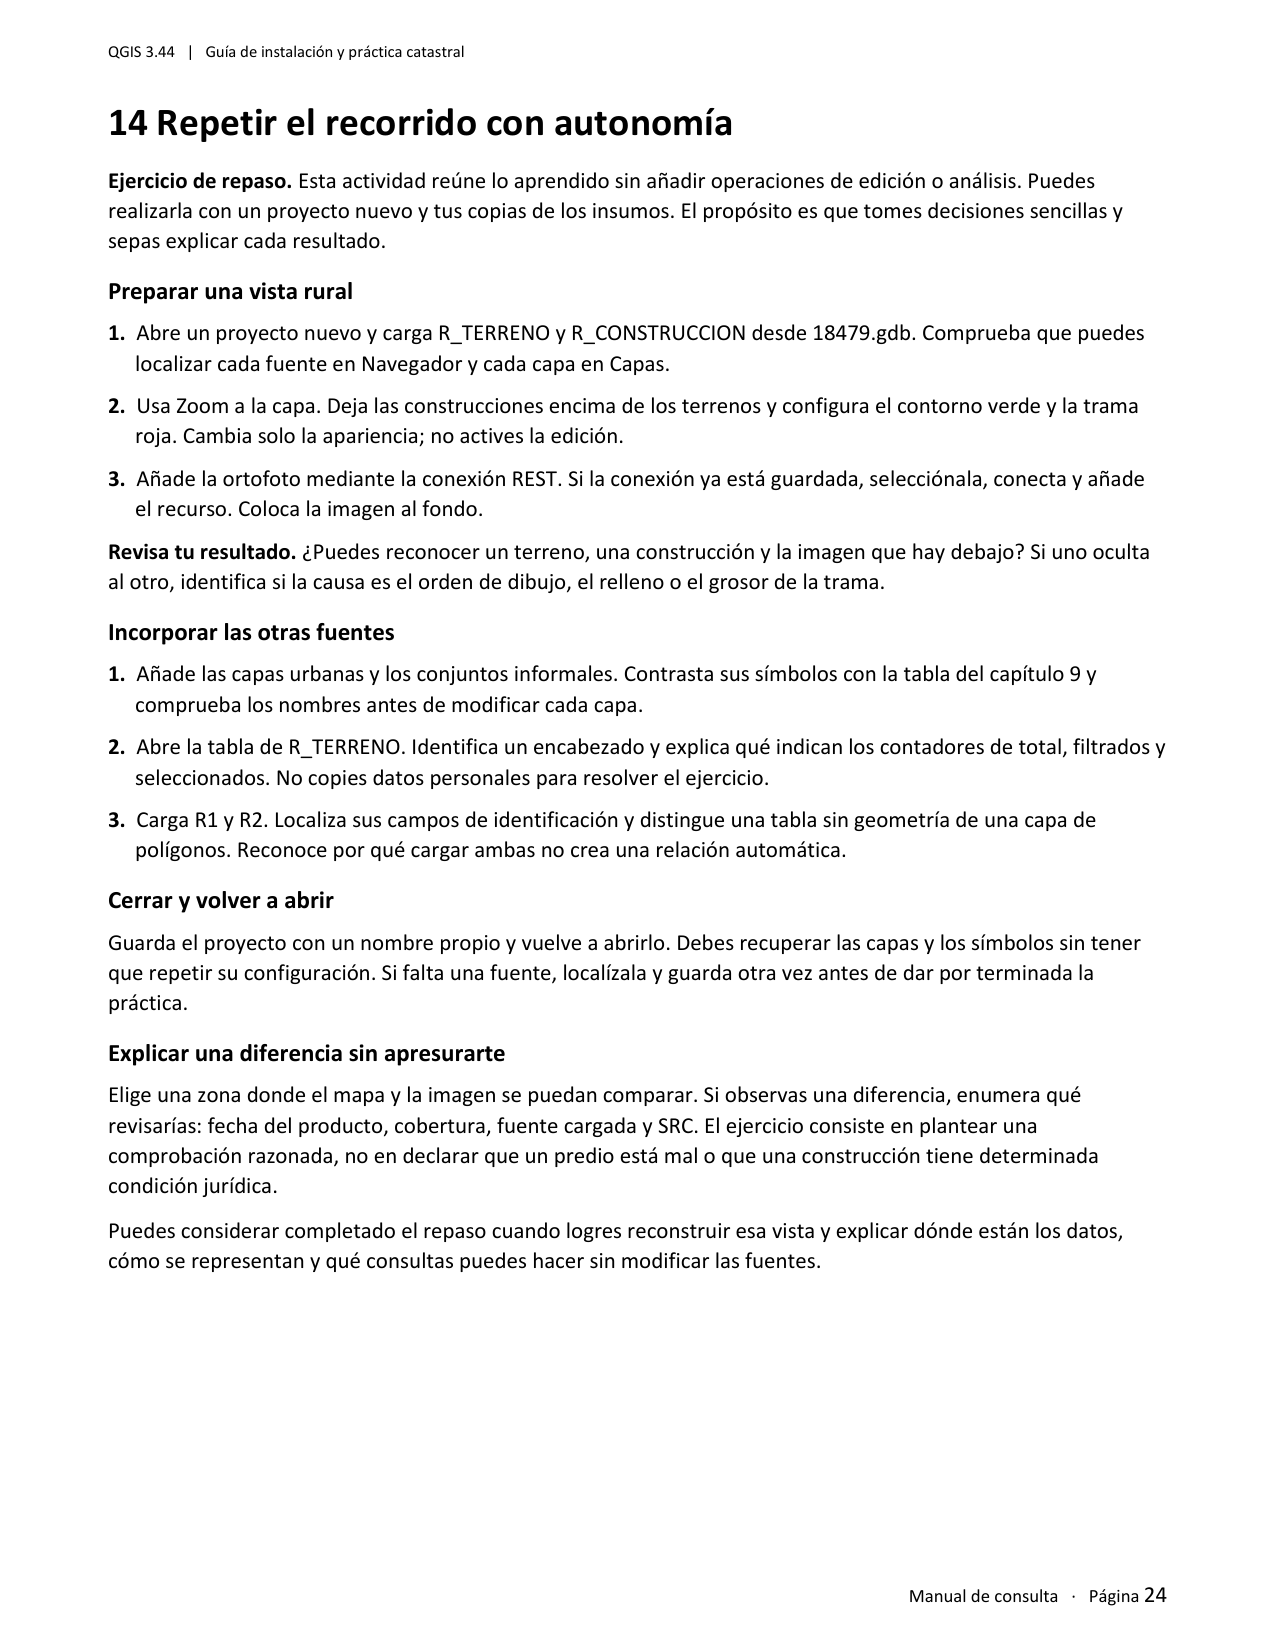 QGIS 3.44 | Guía de instalación y práctica catastral
14 Repetir el recorrido con autonomía
Ejercicio de repaso. Esta actividad reúne lo aprendido sin añadir operaciones de edición o análisis. Puedes
realizarla con un proyecto nuevo y tus copias de los insumos. El propósito es que tomes decisiones sencillas y
sepas explicar cada resultado.
Preparar una vista rural
1. Abre un proyecto nuevo y carga R_TERRENO y R_CONSTRUCCION desde 18479.gdb. Comprueba que puedes
localizar cada fuente en Navegador y cada capa en Capas.
2. Usa Zoom a la capa. Deja las construcciones encima de los terrenos y configura el contorno verde y la trama
roja. Cambia solo la apariencia; no actives la edición.
3. Añade la ortofoto mediante la conexión REST. Si la conexión ya está guardada, selecciónala, conecta y añade
el recurso. Coloca la imagen al fondo.
Revisa tu resultado. ¿Puedes reconocer un terreno, una construcción y la imagen que hay debajo? Si uno oculta
al otro, identifica si la causa es el orden de dibujo, el relleno o el grosor de la trama.
Incorporar las otras fuentes
1. Añade las capas urbanas y los conjuntos informales. Contrasta sus símbolos con la tabla del capítulo 9 y
comprueba los nombres antes de modificar cada capa.
2. Abre la tabla de R_TERRENO. Identifica un encabezado y explica qué indican los contadores de total, filtrados y
seleccionados. No copies datos personales para resolver el ejercicio.
3. Carga R1 y R2. Localiza sus campos de identificación y distingue una tabla sin geometría de una capa de
polígonos. Reconoce por qué cargar ambas no crea una relación automática.
Cerrar y volver a abrir
Guarda el proyecto con un nombre propio y vuelve a abrirlo. Debes recuperar las capas y los símbolos sin tener
que repetir su configuración. Si falta una fuente, localízala y guarda otra vez antes de dar por terminada la
práctica.
Explicar una diferencia sin apresurarte
Elige una zona donde el mapa y la imagen se puedan comparar. Si observas una diferencia, enumera qué
revisarías: fecha del producto, cobertura, fuente cargada y SRC. El ejercicio consiste en plantear una
comprobación razonada, no en declarar que un predio está mal o que una construcción tiene determinada
condición jurídica.
Puedes considerar completado el repaso cuando logres reconstruir esa vista y explicar dónde están los datos,
cómo se representan y qué consultas puedes hacer sin modificar las fuentes.
Manual de consulta · Página 24